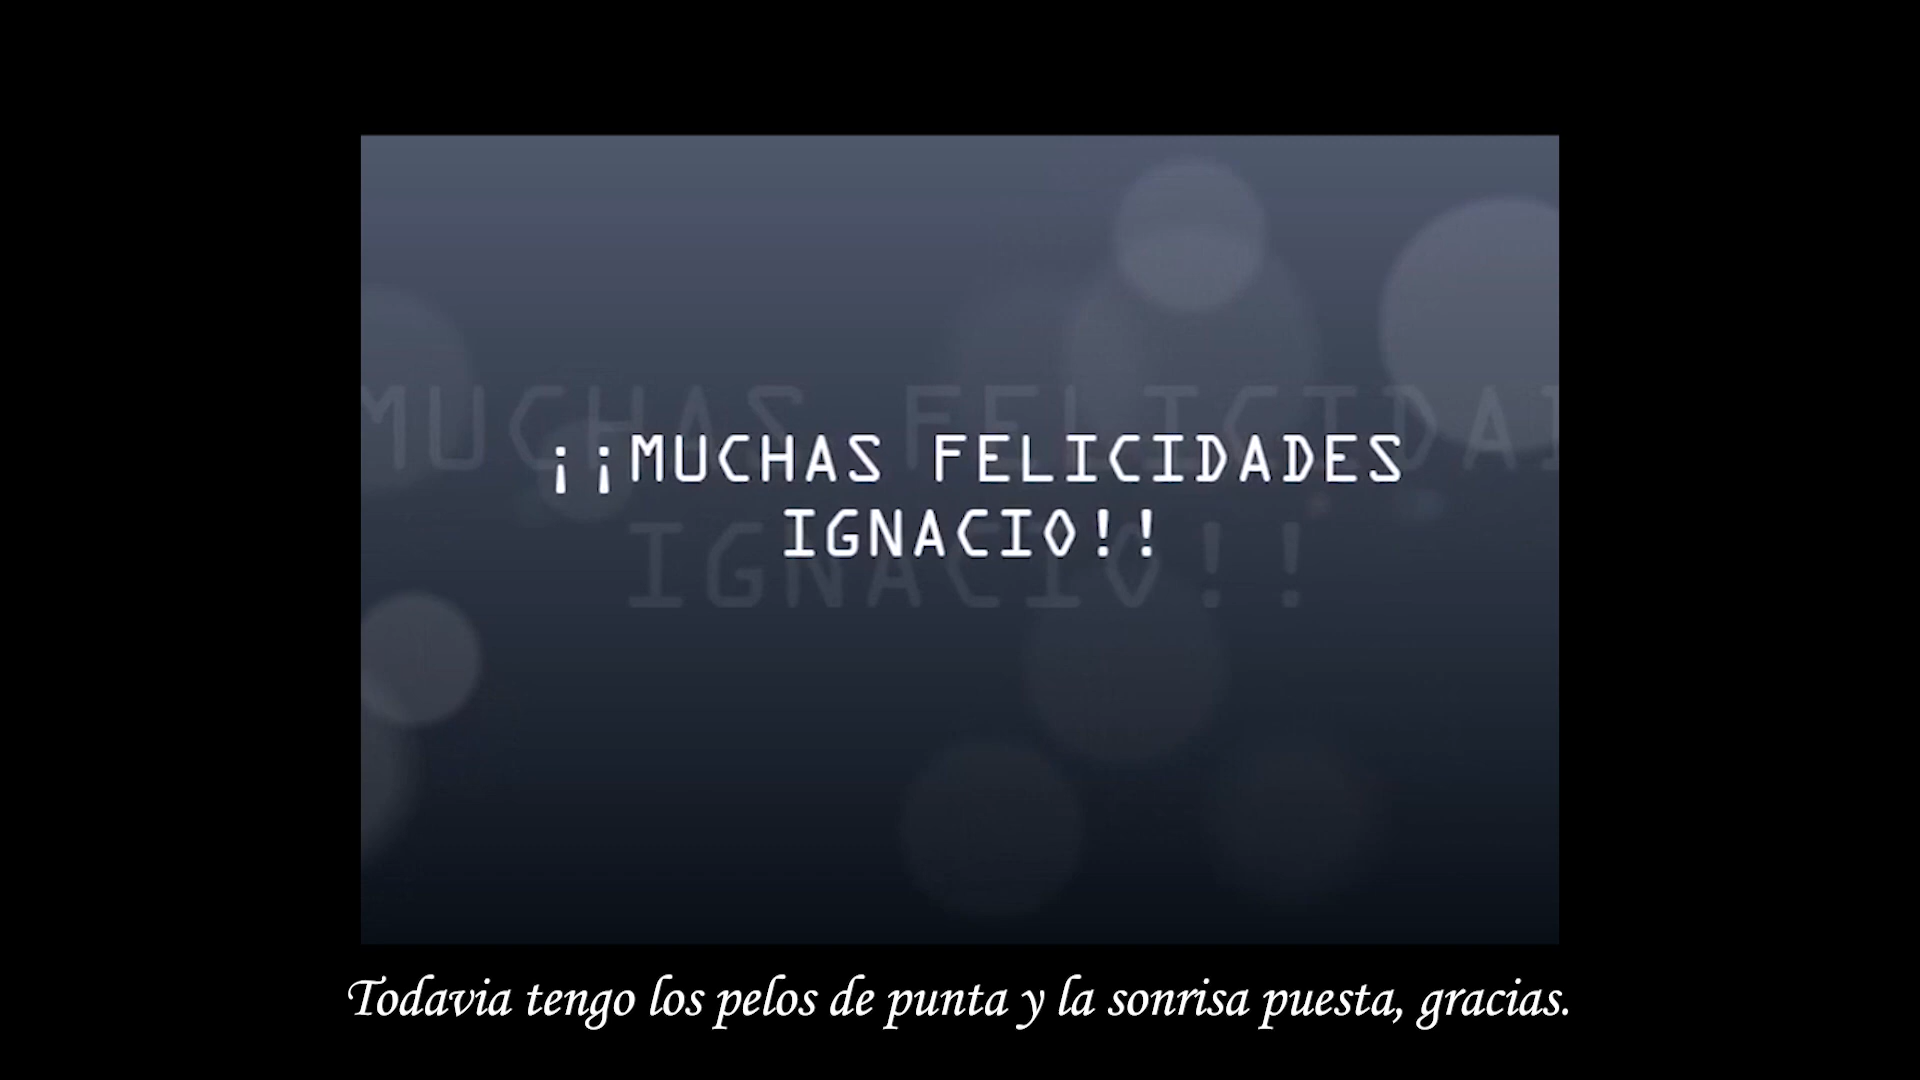 ¡¡MUCHAS FELICIDADES
IGNACIO!!
Todavia tengo los pelos de punta y la sonrisa puesta, gracias.